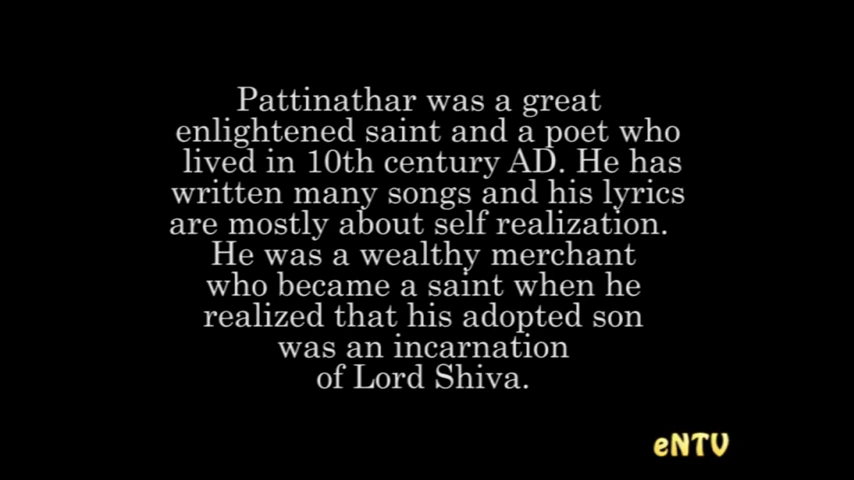 Pattinathar was a great
enlightened saint and a poet who
lived in 10th century AD. He has
written many songs and his lyrics
are mostly about self realization.
He was a wealthy merchant
who became a saint when he
realized that his adopted son
was an incarnation
of Lord Shiva.
eNTV